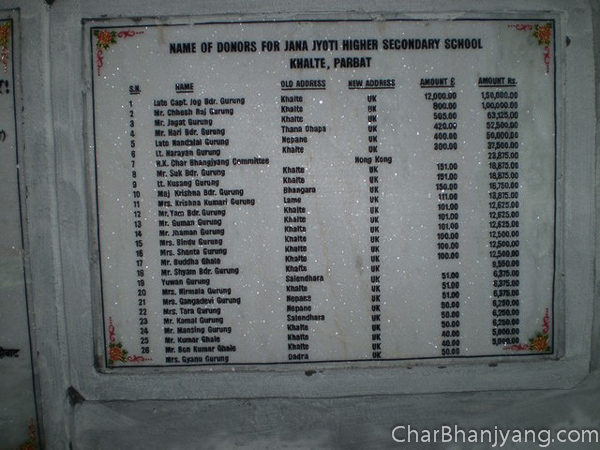 NAME OF DONORS FOR JANA JYOTI HIGHER SECONDARY SCHOOL
KHALTE, PARBAT
S.N. NAME OLD ADDRESS NEW ADDRESS AMOUNT £ AMOUNT Rs.
1 Late Capt. Jog Bdr. Gurung Khalte UK 12,000.00 1,50,000.00
2 Mr. Chhesh Raj Gurung Khalte UK 800.00 1,00,000.00
3 Mr. Jagat Gurung Khalte UK 505.00 63,125.00
4 Mr. Hari Bdr. Gurung Thana Ohapa UK 420.00 52,500.00
5 Late Nandalal Gurung Nepane UK 400.00 50,000.00
6 Lt. Narayan Gurung Khalte UK 300.00 37,500.00
7 H.K. Char Bhangjyang Committee Hong Kong 23,875.00
8 Mr. Suk Bdr. Gurung Khalte UK 151.00 18,875.00
9 Lt. Kusang Gurung Khalte UK 151.00 18,875.00
10 Maj Krishna Bdr. Gurung Bhangara UK 150.00 18,750.00
11 Mrs. Krishna Kumari Gurung Lame UK 111.00 13,875.00
12 Mr. Yam Bdr. Gurung Khalte UK 101.00 12,625.00
13 Mr. Guman Gurung Khalte UK 101.00 12,625.00
14 Mr. Jhaman Gurung Khalte UK 101.00 12,625.00
15 Mrs. Bindu Gurung Khalte UK 100.00 12,500.00
16 Mrs. Shanta Gurung Khalte UK 100.00 12,500.00
17 Mr. Buddha Ghale Khalte UK 100.00 12,500.00
18 Mr. Shyam Bdr. Gurung Khalte UK
19 Yuwan Gurung Salendhara UK 51.00 6,375.00
20 Mrs. Nirmala Gurung Khalte UK 51.00 6,375.00
21 Mrs. Gangadevi Gurung Nepane UK 51.00 6,375.00
22 Mrs. Tara Gurung Nepane UK 50.00 6,250.00
23 Mr. Kamal Gurung Salendhara UK 50.00 6,250.00
24 Mr. Mansing Gurung Khalte UK 50.00 6,250.00
25 Mr. Kumar Ghale Khalte UK 40.00 5,000.00
26 Mr. Ben Kumar Ghale Khalte UK 40.00 5,000.00
Mrs. Gyanu Gurung Dadra UK 50.00
CharBhanjyang.com